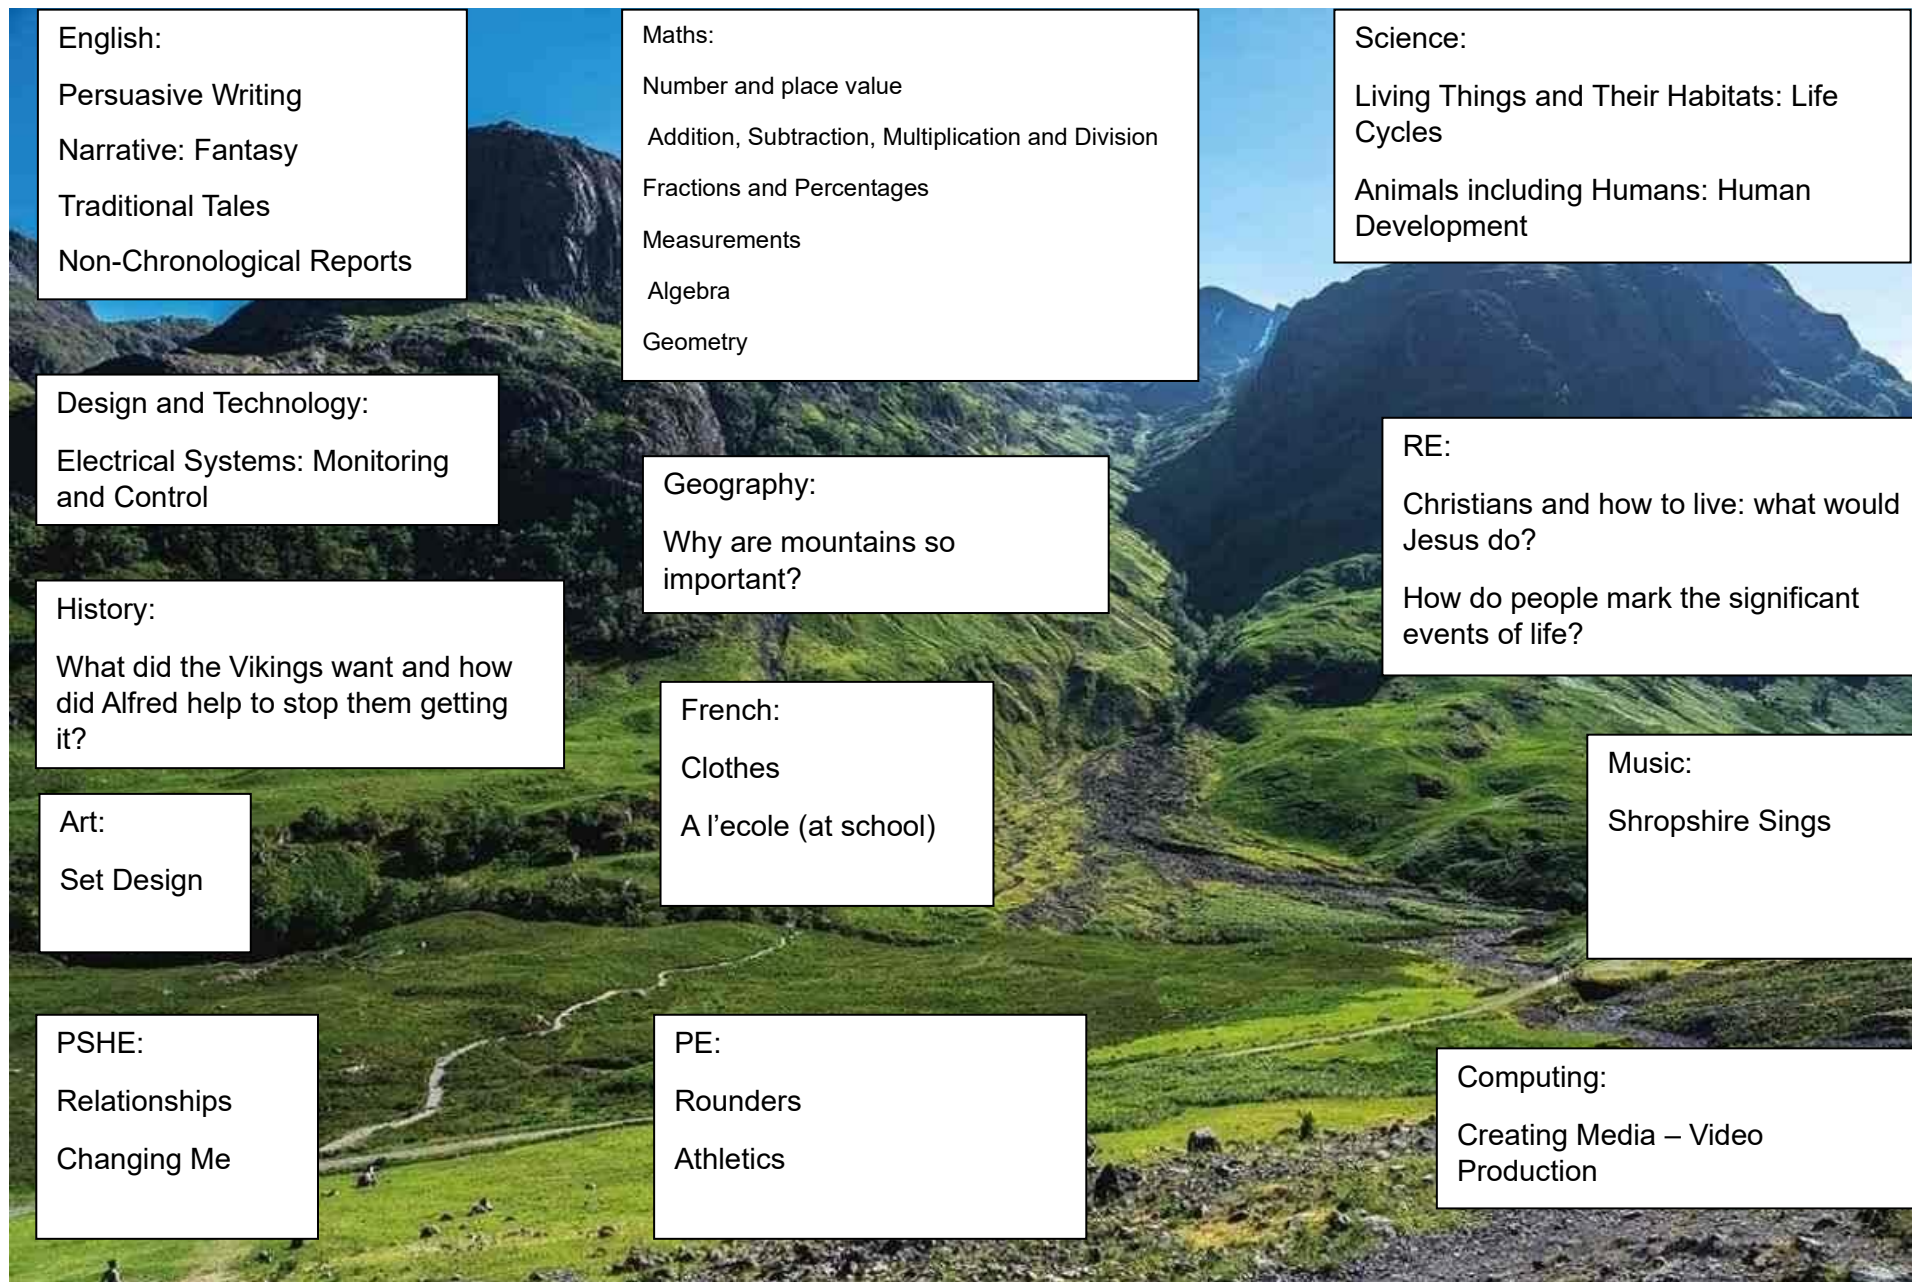 English:
Persuasive Writing
Narrative: Fantasy
Traditional Tales
Non-Chronological Reports
Maths:
Number and place value
Addition, Subtraction, Multiplication and Division
Fractions and Percentages
Measurements
Algebra
Geometry
Science:
Living Things and Their Habitats: Life
Cycles
Animals including Humans: Human
Development
Design and Technology:
Electrical Systems: Monitoring
and Control
Geography:
Why are mountains so
important?
RE:
Christians and how to live: what would
Jesus do?
How do people mark the significant
events of life?
History:
What did the Vikings want and how
did Alfred help to stop them getting
it?
French:
Clothes
A l’ecole (at school)
Music:
Shropshire Sings
Art:
Set Design
PSHE:
Relationships
Changing Me
PE:
Rounders
Athletics
Computing:
Creating Media – Video
Production